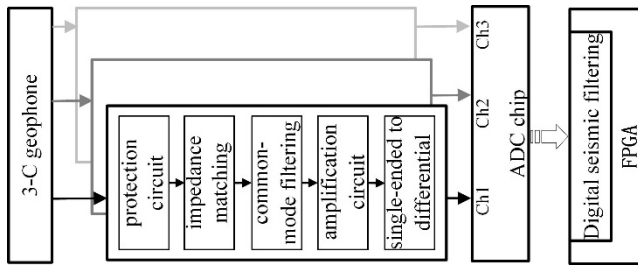 3-C geophone
protection
circuit
impedance
matching
common-
mode filtering
amplification
circuit
single-ended to
differential
Ch1
Ch2
Ch3
ADC chip
Digital seismic filtering
FPGA